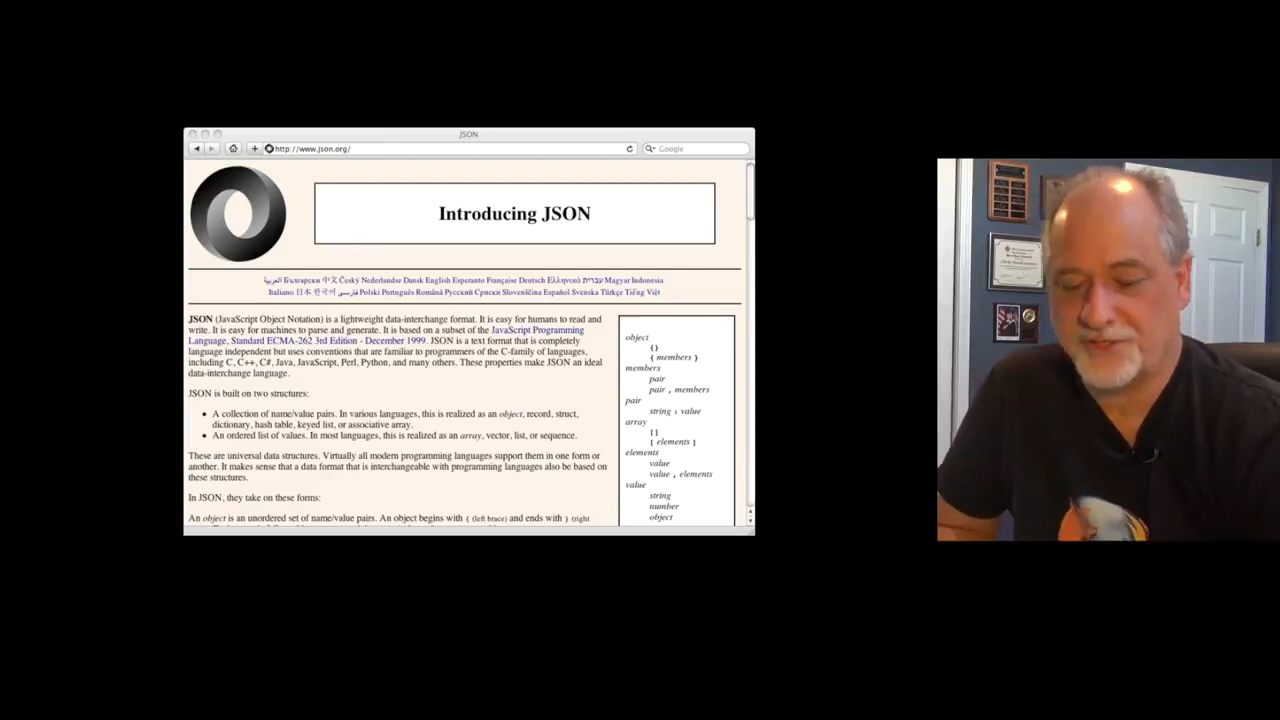 JSON
http://www.json.org/
Google
Introducing JSON
العربية Български 中文 Český Nederlandse Dansk English Esperanto Française Deutsch Ελληνικά עברית Magyar Indonesia
Italiano 日本 한국어 فارسی Polski Português Română Русский Српски Slovenščina Español Svenska Türkçe Tiếng Việt
JSON (JavaScript Object Notation) is a lightweight data-interchange format. It is easy for humans to read and
write. It is easy for machines to parse and generate. It is based on a subset of the JavaScript Programming
Language, Standard ECMA-262 3rd Edition - December 1999. JSON is a text format that is completely
language independent but uses conventions that are familiar to programmers of the C-family of languages,
including C, C++, C#, Java, JavaScript, Perl, Python, and many others. These properties make JSON an ideal
data-interchange language.
JSON is built on two structures:
• A collection of name/value pairs. In various languages, this is realized as an object, record, struct,
dictionary, hash table, keyed list, or associative array.
• An ordered list of values. In most languages, this is realized as an array, vector, list, or sequence.
These are universal data structures. Virtually all modern programming languages support them in one form or
another. It makes sense that a data format that is interchangeable with programming languages also be based on
these structures.
In JSON, they take on these forms:
An object is an unordered set of name/value pairs. An object begins with { (left brace) and ends with } (right
object
{}
{ members }
members
pair
pair , members
pair
string : value
array
[]
[ elements ]
elements
value
value , elements
value
string
number
object